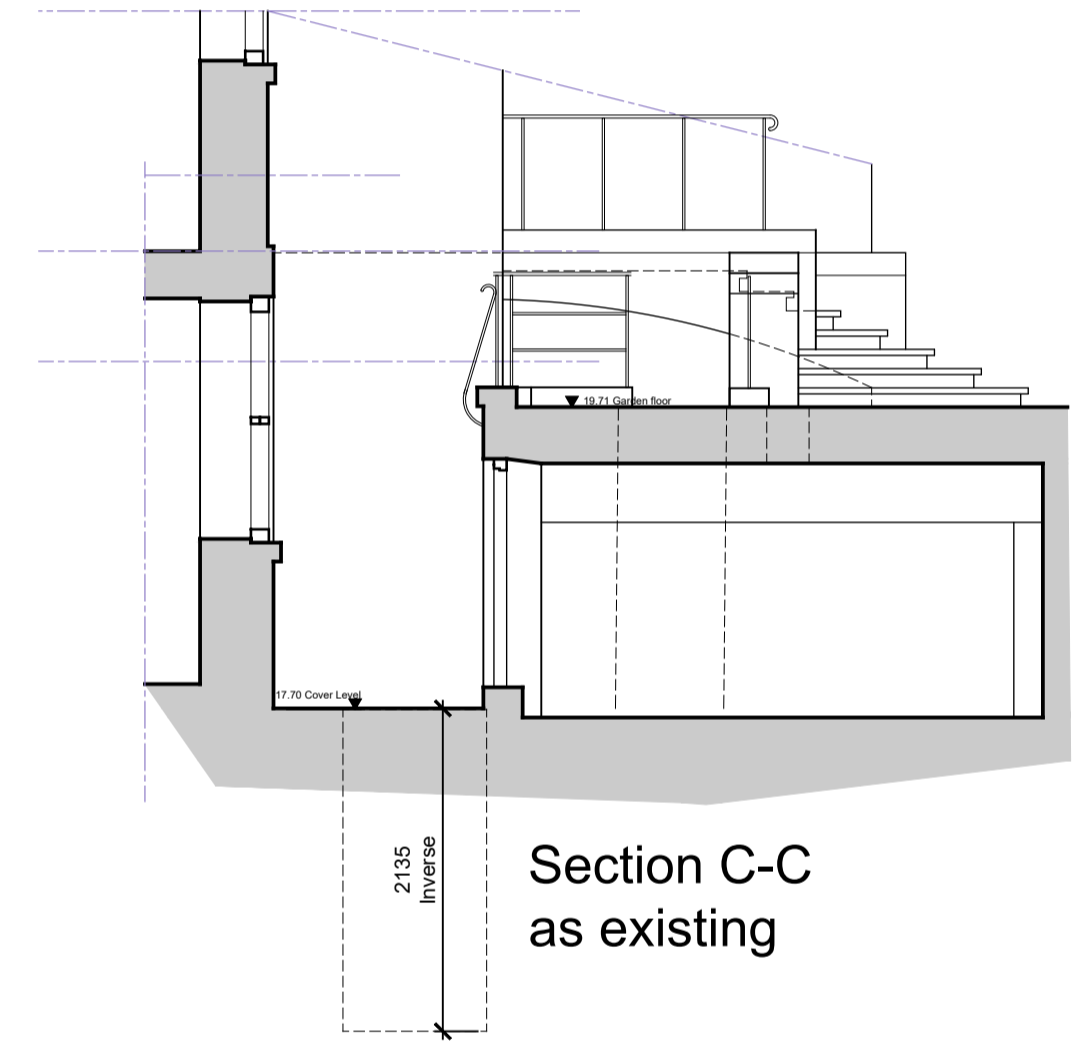 19.71 Garden floor
17.70 Cover Level
2135
Inverse
Section C-C
as existing